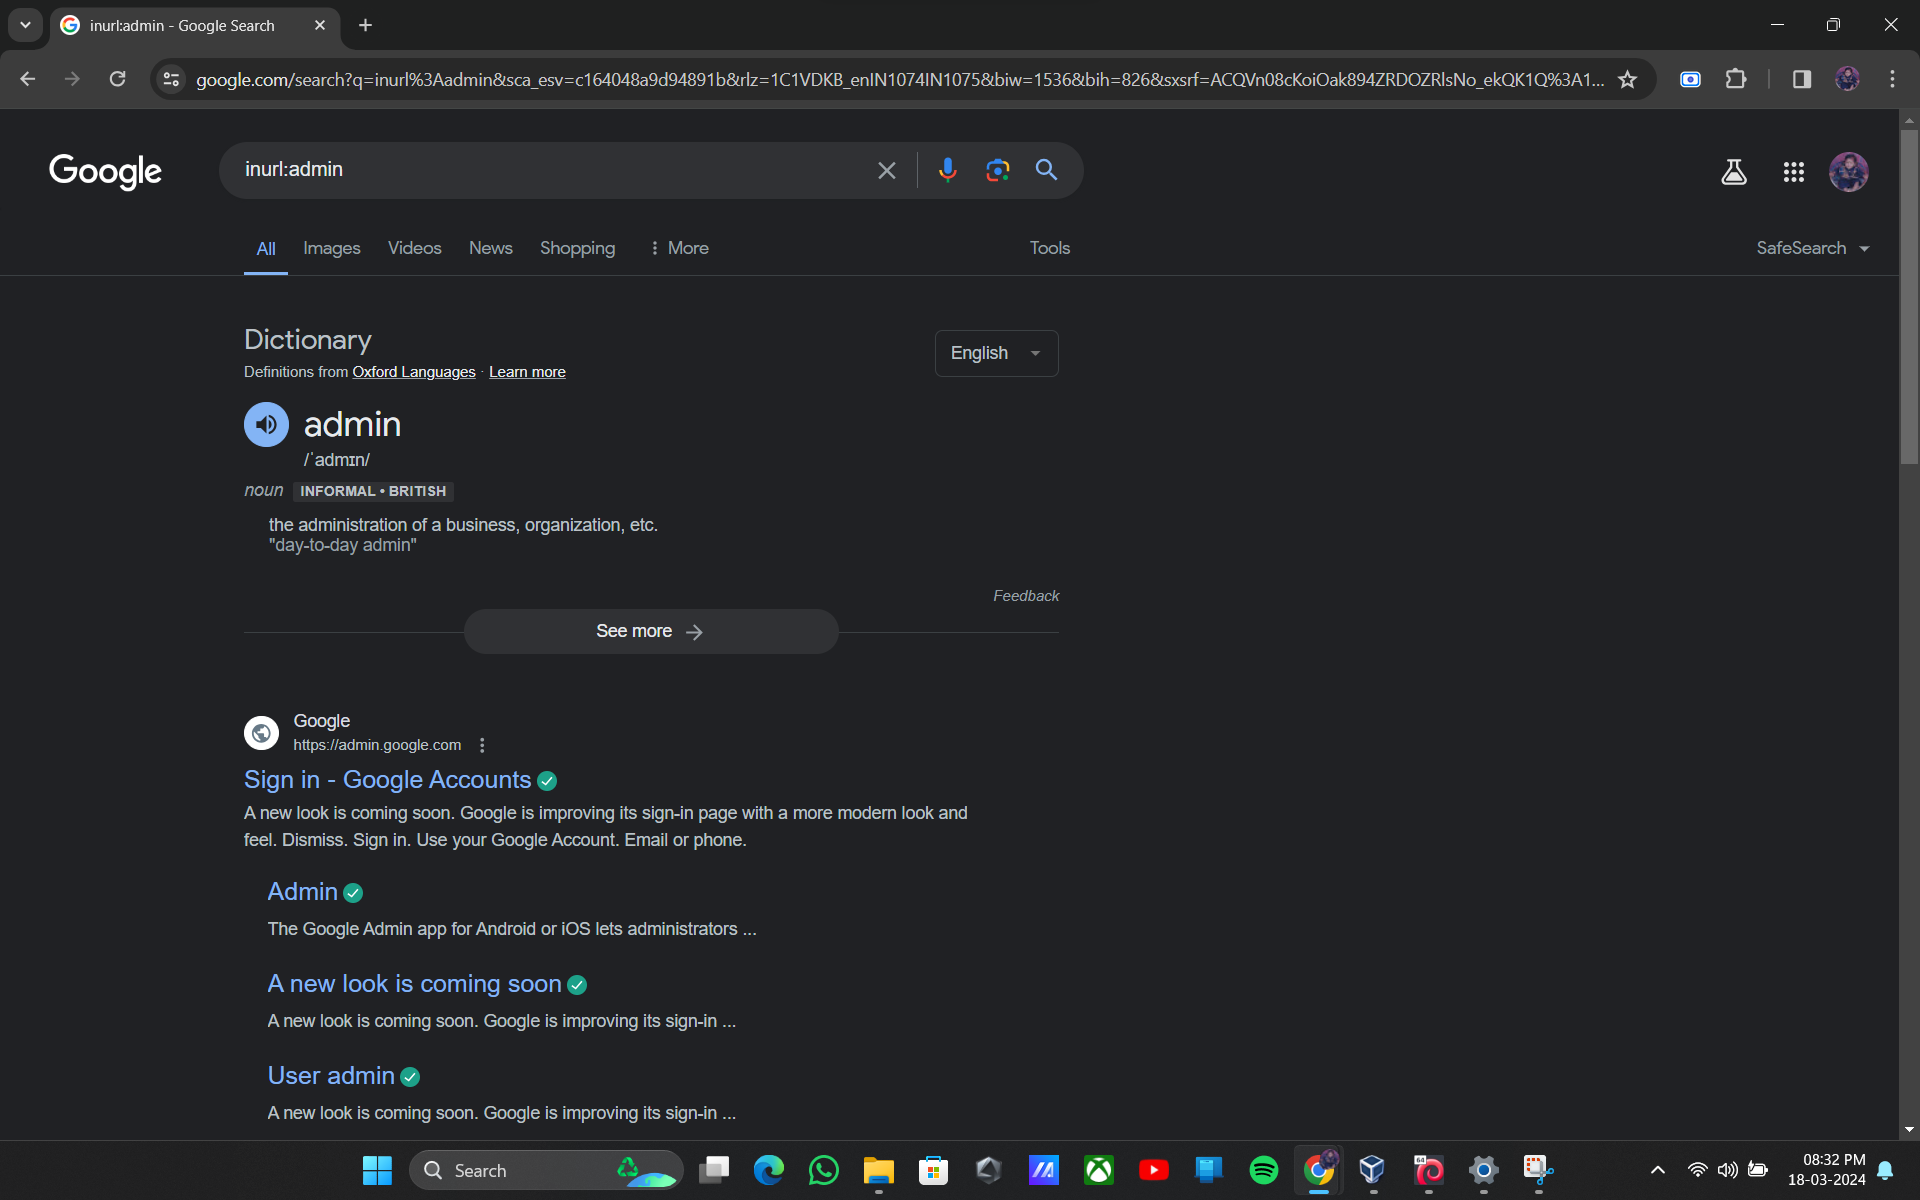 inurl:admin - Google Search
google.com/search?q=inurl%3Aadmin&sca_esv=c164048a9d94891b&rlz=1C1VDKB_enIN1074IN1075&biw=1536&bih=826&sxsrf=ACQVn08cKoiOak894ZRDOZRlsNo_ekQK1Q%3A1...
Google
inurl:admin
All Images Videos News Shopping More Tools SafeSearch
Dictionary
English
Definitions from Oxford Languages · Learn more
admin
/ˈadmɪn/
noun INFORMAL • BRITISH
the administration of a business, organization, etc.
"day-to-day admin"
Feedback
See more
Google
https://admin.google.com
Sign in - Google Accounts
A new look is coming soon. Google is improving its sign-in page with a more modern look and
feel. Dismiss. Sign in. Use your Google Account. Email or phone.
Admin
The Google Admin app for Android or iOS lets administrators ...
A new look is coming soon
A new look is coming soon. Google is improving its sign-in ...
User admin
A new look is coming soon. Google is improving its sign-in ...
Search
64
08:32 PM
18-03-2024